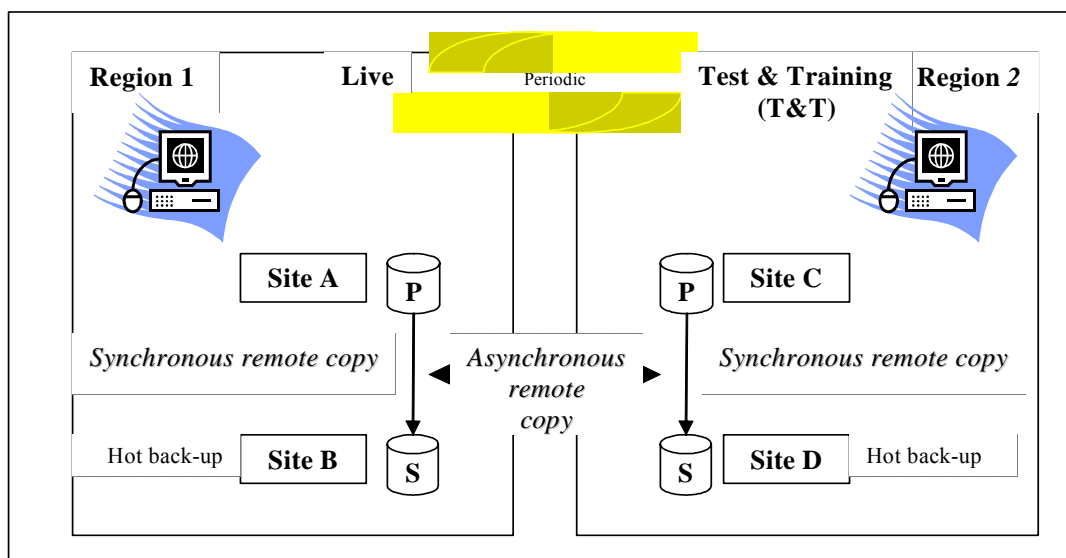 Region 1
Live
Periodic
Test & Training
(T&T)
Region 2
Site A
P
P
Site C
Synchronous remote copy
Asynchronous
remote
copy
Synchronous remote copy
Hot back-up
Site B
S
S
Site D
Hot back-up